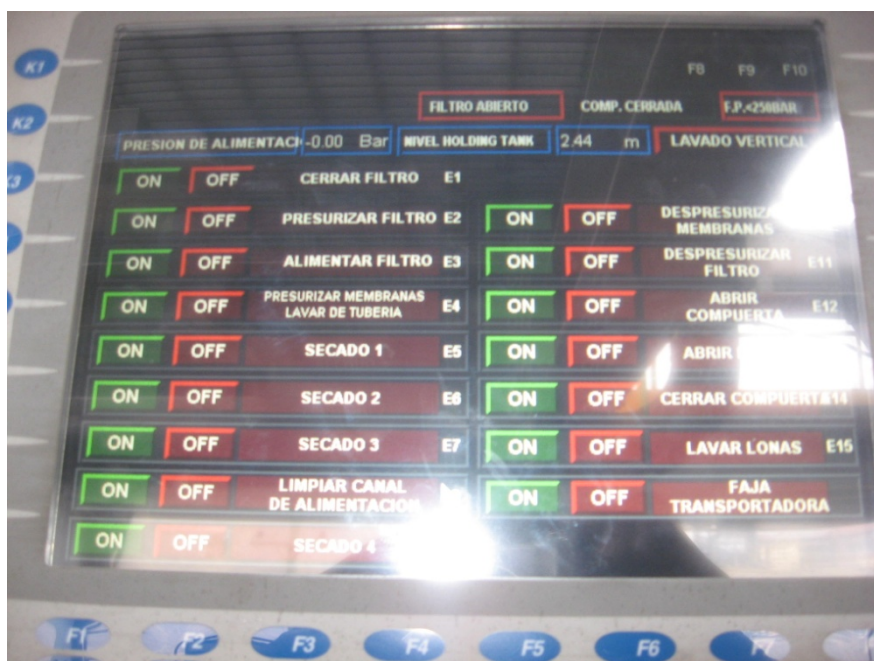 K1
F8 F9 F10
K2
FILTRO ABIERTO COMP. CERRADA F.P.<250BAR
PRESION DE ALIMENTACI -0.00 Bar NIVEL HOLDING TANK 2.44 m LAVADO VERTICAL
ON OFF CERRAR FILTRO E1
ON OFF PRESURIZAR FILTRO E2 ON OFF
MEMBRANAS
ON OFF ALIMENTAR FILTRO E3 ON OFF DESPRESURIZAR
FILTRO E11
ON OFF PRESURIZAR MEMBRANAS
LAVAR DE TUBERIA E4 ON OFF ABRIR
COMPUERTA E12
ON OFF SECADO 1 E5 ON OFF ABRIR
ON OFF SECADO 2 E6 ON OFF CERRAR COMPUERTA
ON OFF SECADO 3 E7 ON OFF LAVAR LONAS E15
ON OFF LIMPIAR CANAL
DE ALIMENTACION ON OFF FAJA
TRANSPORTADORA
ON OFF SECADO 4
F1 F2 F3 F4 F5 F6 F7